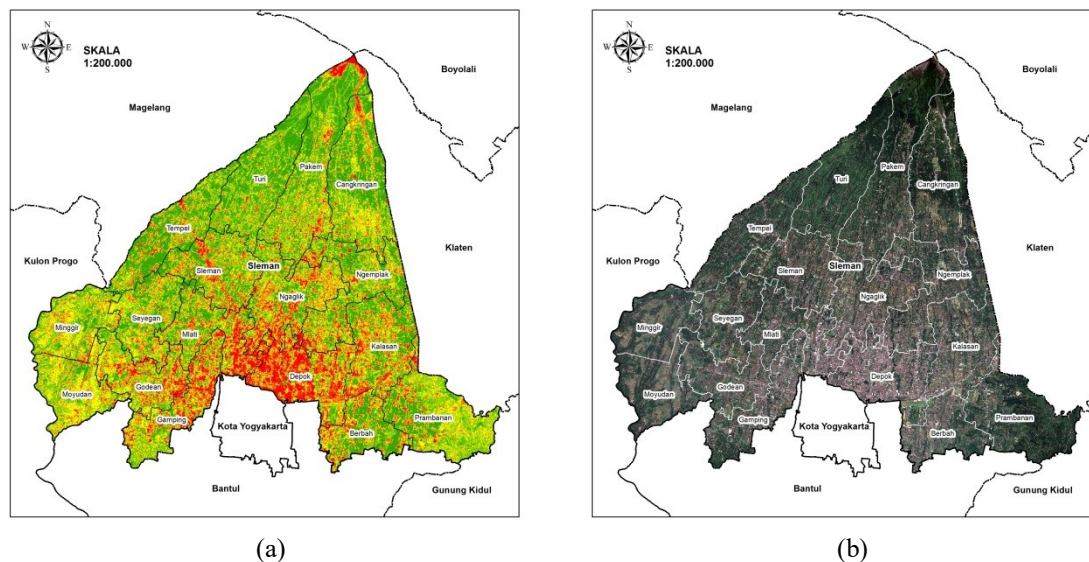 N
W E
S
SKALA
1:200.000
Boyolali
Magelang
Pakem
Turi
Cangkringan
Tempel
Klaten
Kulon Progo
Sleman
Sleman
Ngemplak
Ngaglik
Minggir
Seyegan
Mlati
Kalasan
Depok
Moyudan
Godean
Gamping
Prambanan
Kota Yogyakarta
Berbah
Bantul
Gunung Kidul
(a)
N
W E
S
SKALA
1:200.000
Boyolali
Magelang
Pakem
Turi
Cangkringan
Tempel
Klaten
Kulon Progo
Sleman
Sleman
Ngemplak
Ngaglik
Minggir
Seyegan
Mlati
Kalasan
Depok
Moyudan
Godean
Gamping
Prambanan
Kota Yogyakarta
Berbah
Bantul
Gunung Kidul
(b)